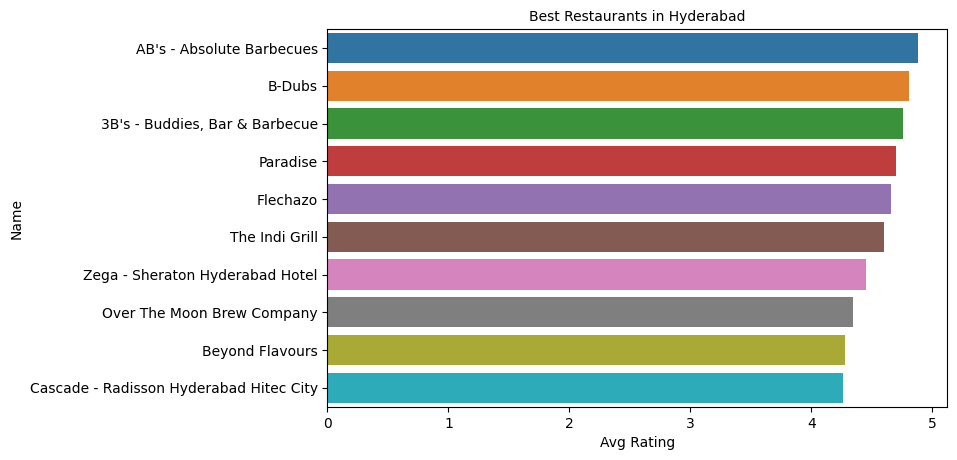 Best Restaurants in Hyderabad
Name
AB's - Absolute Barbecues
B-Dubs
3B's - Buddies, Bar & Barbecue
Paradise
Flechazo
The Indi Grill
Zega - Sheraton Hyderabad Hotel
Over The Moon Brew Company
Beyond Flavours
Cascade - Radisson Hyderabad Hitec City
0 1 2 3 4 5
Avg Rating